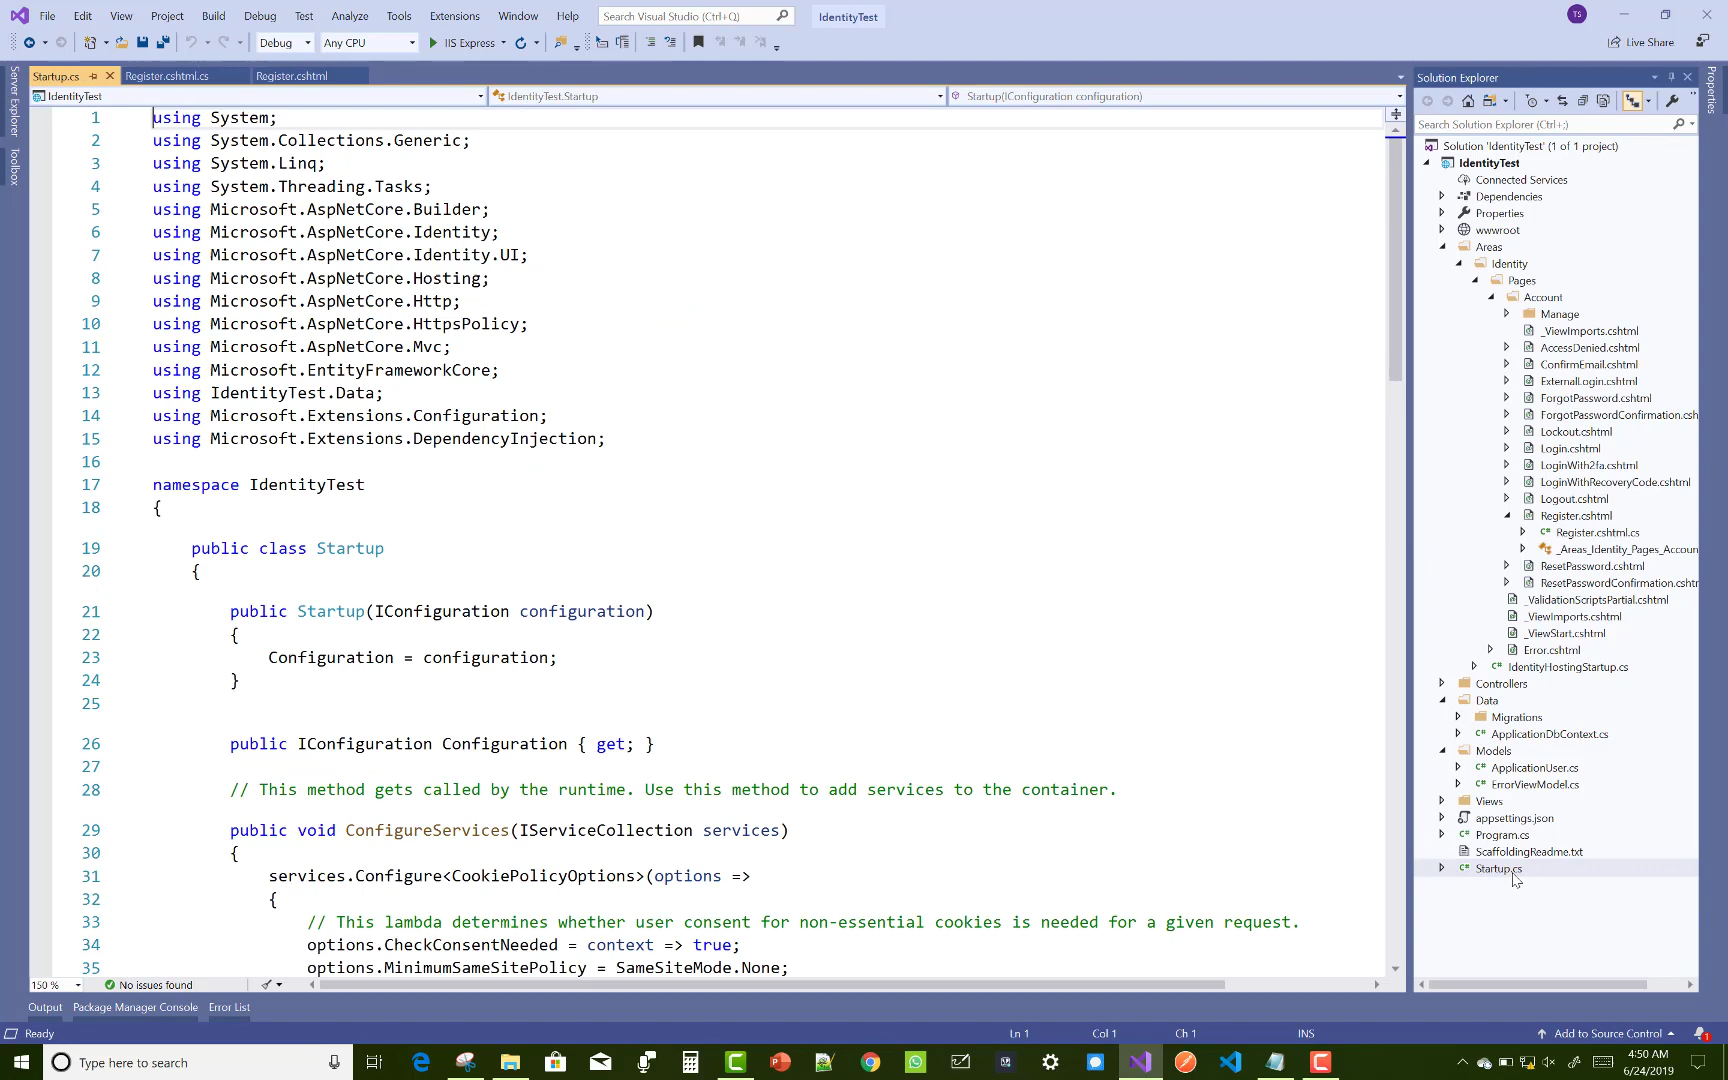 File Edit View Project Build Debug Test Analyze Tools Extensions Window Help Search Visual Studio (Ctrl+Q) IdentityTest TS
Debug Any CPU IIS Express Live Share
Server Explorer
Toolbox
Startup.cs Register.cshtml.cs Register.cshtml
IdentityTest IdentityTest.Startup Startup(IConfiguration configuration)
1 using System;
2 using System.Collections.Generic;
3 using System.Linq;
4 using System.Threading.Tasks;
5 using Microsoft.AspNetCore.Builder;
6 using Microsoft.AspNetCore.Identity;
7 using Microsoft.AspNetCore.Identity.UI;
8 using Microsoft.AspNetCore.Hosting;
9 using Microsoft.AspNetCore.Http;
10 using Microsoft.AspNetCore.HttpsPolicy;
11 using Microsoft.AspNetCore.Mvc;
12 using Microsoft.EntityFrameworkCore;
13 using IdentityTest.Data;
14 using Microsoft.Extensions.Configuration;
15 using Microsoft.Extensions.DependencyInjection;
16
17 namespace IdentityTest
18 {
19 public class Startup
20 {
21 public Startup(IConfiguration configuration)
22 {
23 Configuration = configuration;
24 }
25
26 public IConfiguration Configuration { get; }
27
28 // This method gets called by the runtime. Use this method to add services to the container.
29 public void ConfigureServices(IServiceCollection services)
30 {
31 services.Configure<CookiePolicyOptions>(options =>
32 {
33 // This lambda determines whether user consent for non-essential cookies is needed for a given request.
34 options.CheckConsentNeeded = context => true;
35 options.MinimumSameSitePolicy = SameSiteMode.None;
150 % No issues found
Solution Explorer
Search Solution Explorer (Ctrl+;)
Solution 'IdentityTest' (1 of 1 project)
IdentityTest
Connected Services
Dependencies
Properties
wwwroot
Areas
Identity
Pages
Account
Manage
_ViewImports.cshtml
AccessDenied.cshtml
ConfirmEmail.cshtml
ExternalLogin.cshtml
ForgotPassword.cshtml
ForgotPasswordConfirmation.csh
Lockout.cshtml
Login.cshtml
LoginWith2fa.cshtml
LoginWithRecoveryCode.cshtml
Logout.cshtml
Register.cshtml
C# Register.cshtml.cs
_Areas_Identity_Pages_Accoun
ResetPassword.cshtml
ResetPasswordConfirmation.cshtm
_ValidationScriptsPartial.cshtml
_ViewImports.cshtml
_ViewStart.cshtml
Error.cshtml
C# IdentityHostingStartup.cs
Controllers
Data
Migrations
C# ApplicationDbContext.cs
Models
C# ApplicationUser.cs
C# ErrorViewModel.cs
Views
appsettings.json
C# Program.cs
ScaffoldingReadme.txt
C# Startup.cs
Properties
Output Package Manager Console Error List
Ready Ln 1 Col 1 Ch 1 INS Add to Source Control 1
Type here to search
4:50 AM
6/24/2019